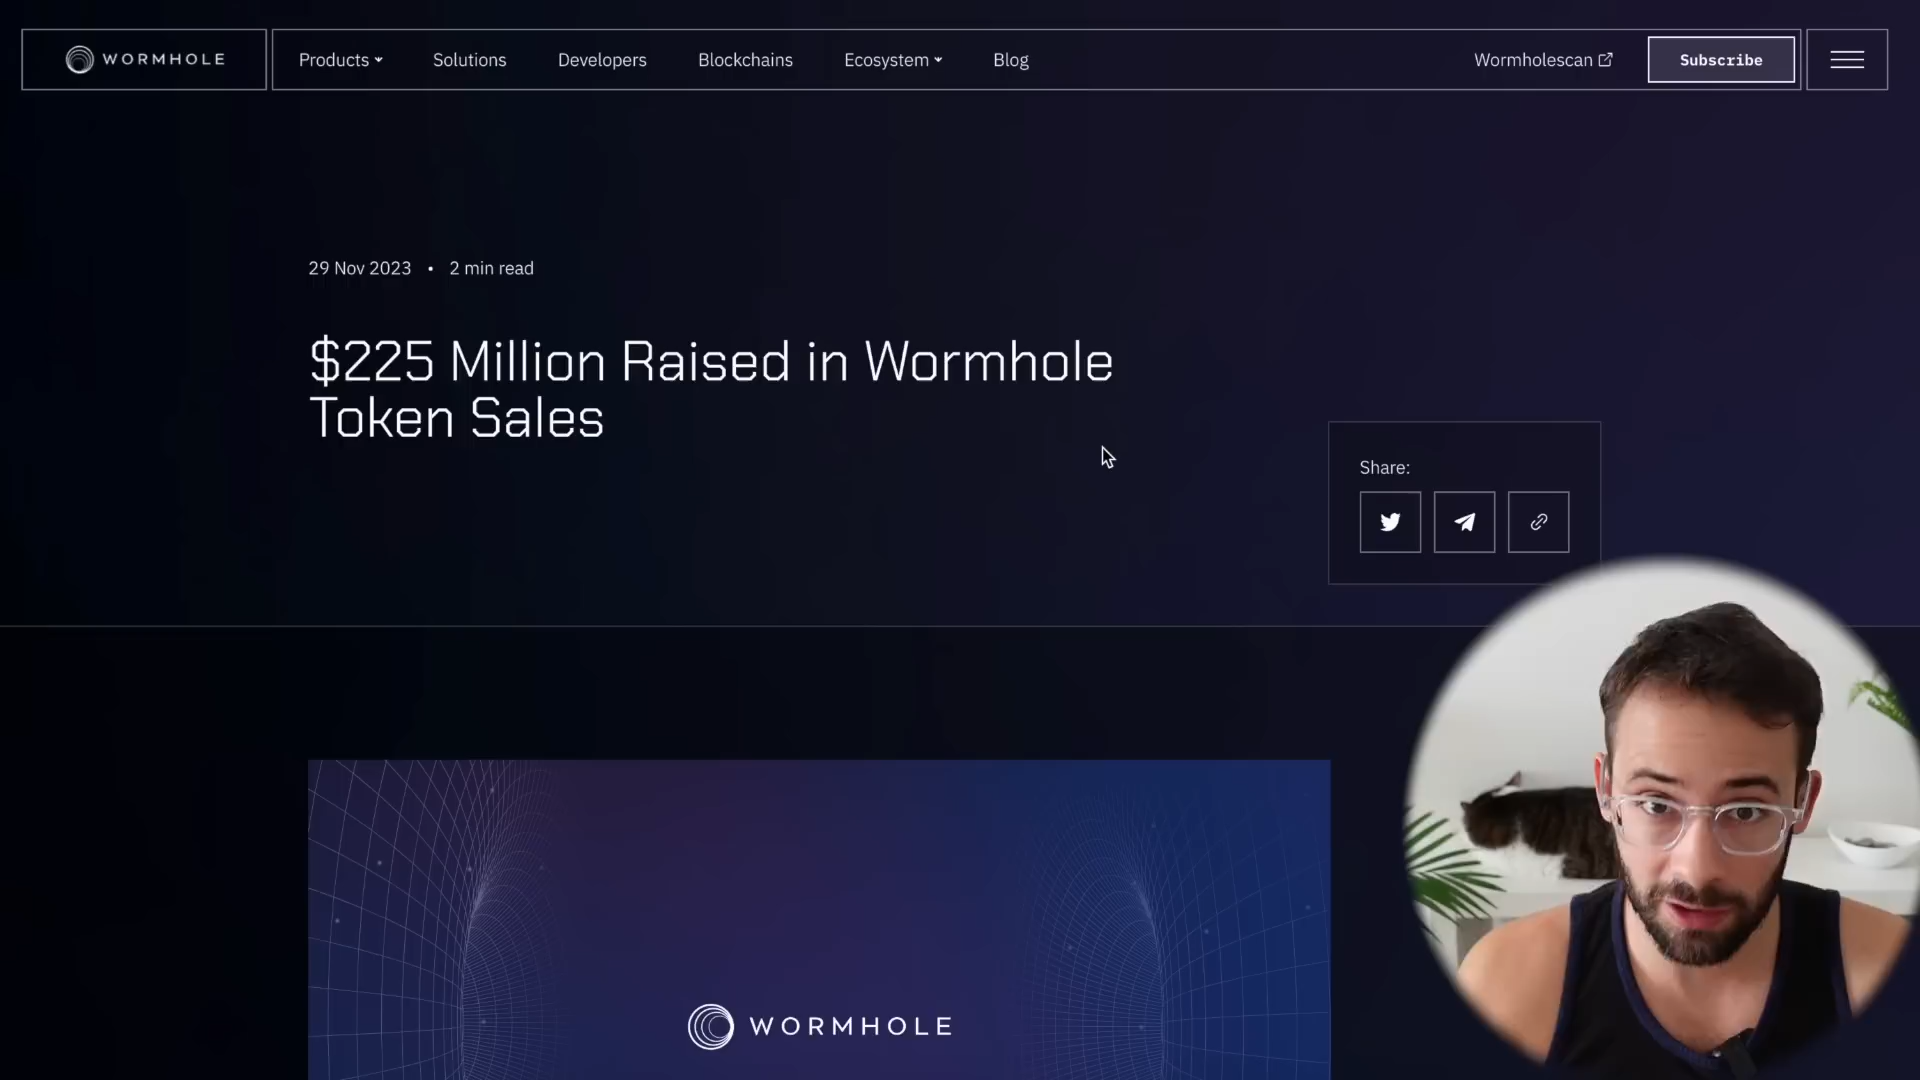 WORMHOLE
Products
Solutions
Developers
Blockchains
Ecosystem
Blog
Wormholescan
Subscribe
29 Nov 2023 • 2 min read
$225 Million Raised in Wormhole
Token Sales
Share:
WORMHOLE